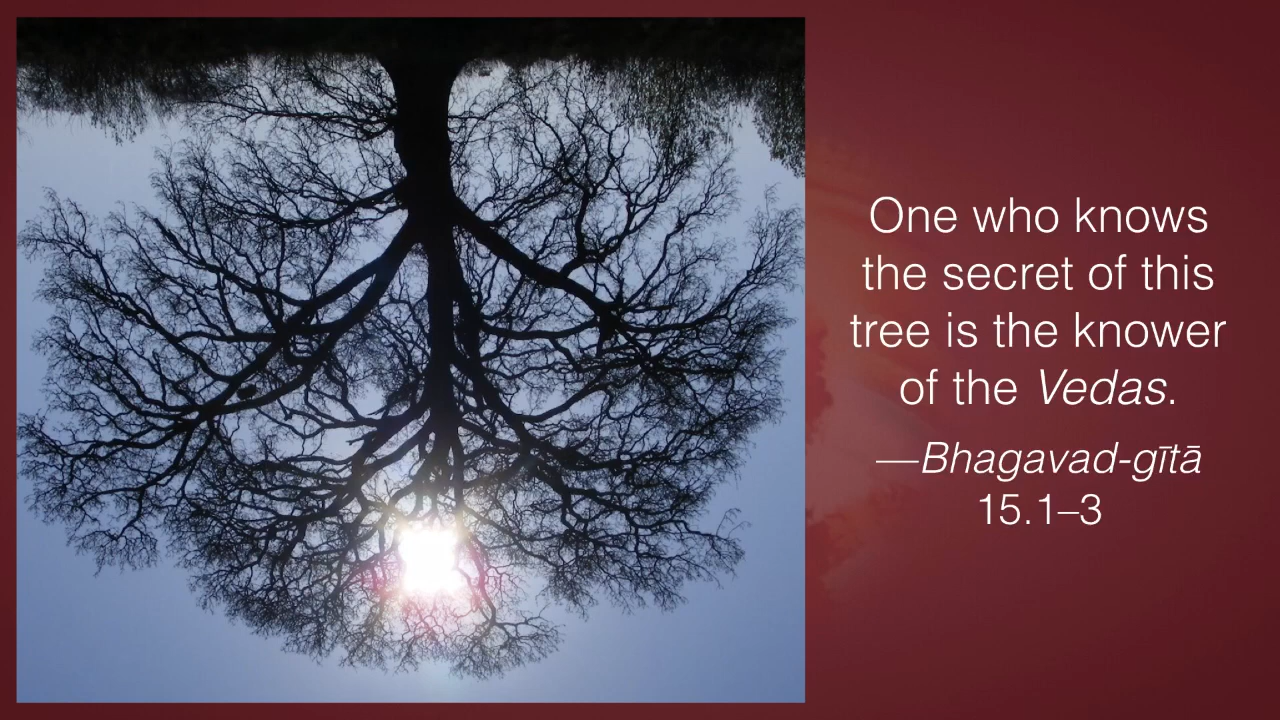 One who knows
the secret of this
tree is the knower
of the Vedas.
—Bhagavad-gītā
15.1–3